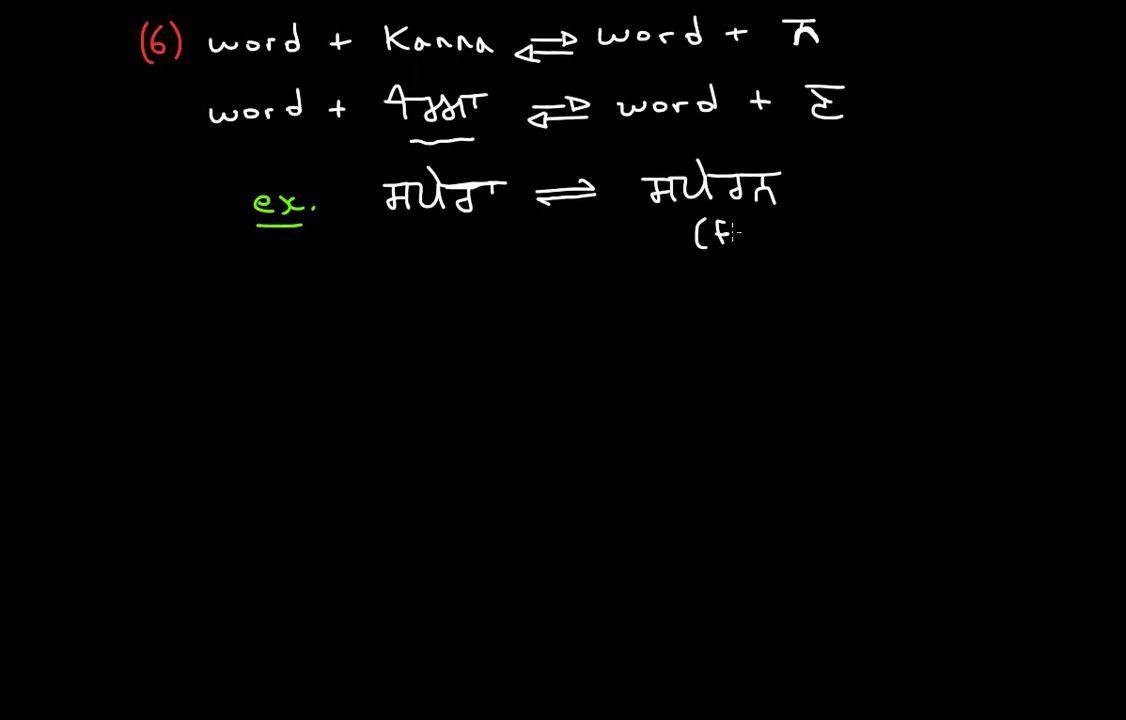 (6) word + Kanna ⇌ word + ਨ
word + ⇌ word + ਣ
ex. ਸਪੇਰਾ ⇌ ਸਪੇਰਨ
(F